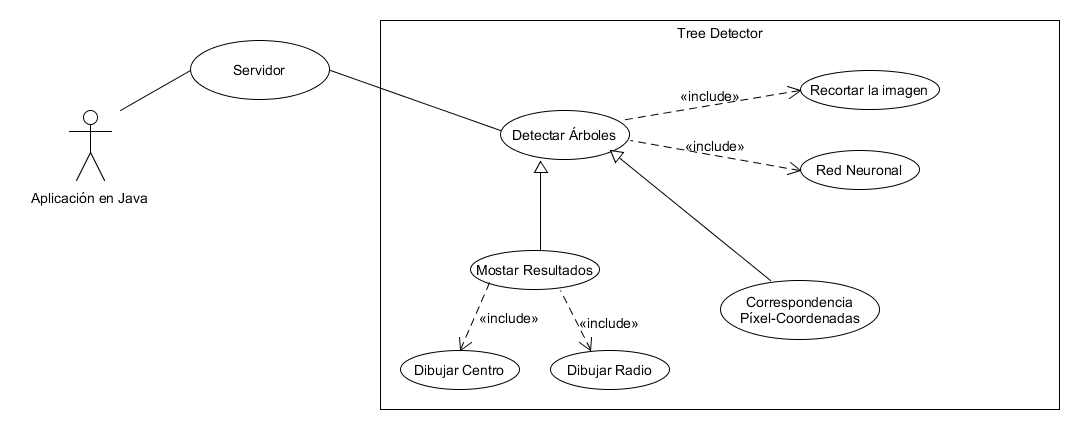 Tree Detector
Servidor
Recortar la imagen
«include»
Detectar Árboles
«include»
Red Neuronal
Aplicación en Java
Mostar Resultados
Correspondencia
Píxel-Coordenadas
«include»
«include»
Dibujar Centro
Dibujar Radio